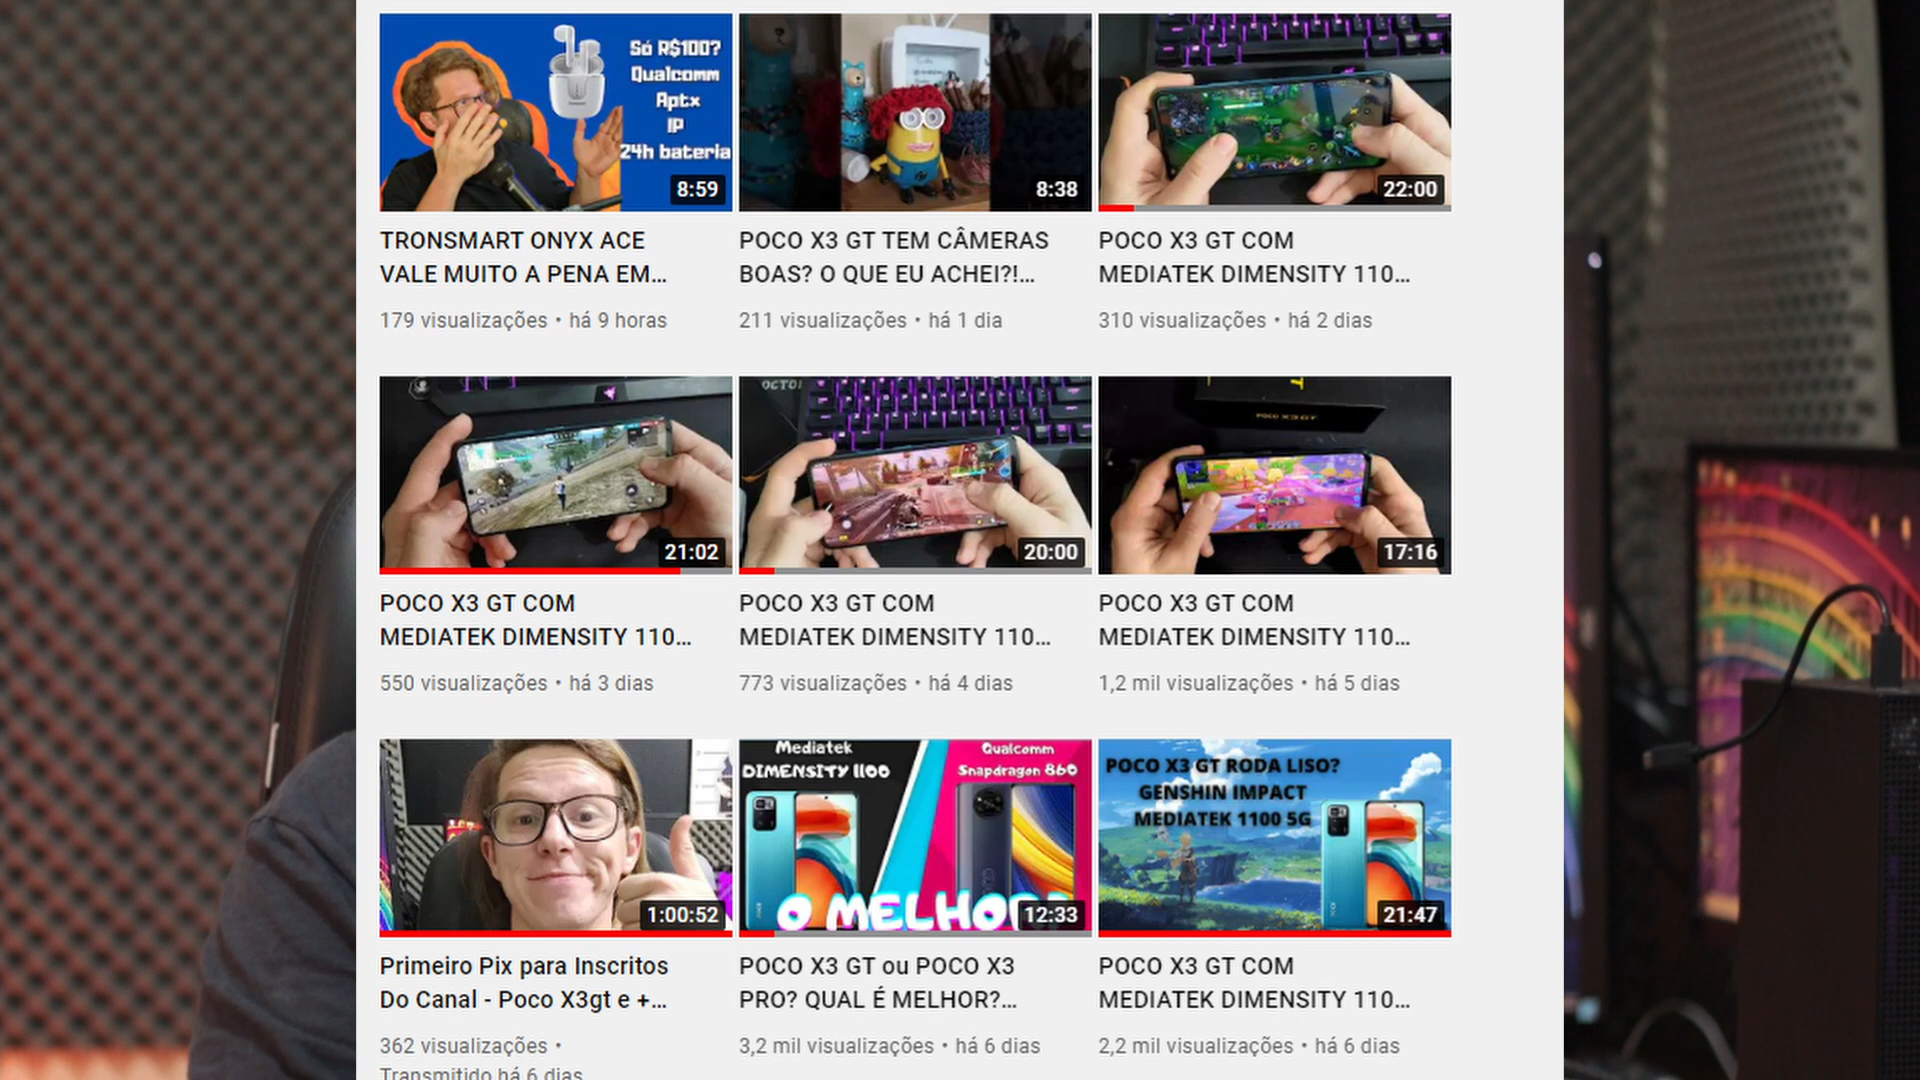 Só R$100?
Qualcomm
Aptx
IP
24h bateria
8:59
TRONSMART ONYX ACE
VALE MUITO A PENA EM...
179 visualizações • há 9 horas
8:38
POCO X3 GT TEM CÂMERAS
BOAS? O QUE EU ACHEI?!...
211 visualizações • há 1 dia
22:00
POCO X3 GT COM
MEDIATEK DIMENSITY 110...
310 visualizações • há 2 dias
21:02
POCO X3 GT COM
MEDIATEK DIMENSITY 110...
550 visualizações • há 3 dias
OCTO
20:00
POCO X3 GT COM
MEDIATEK DIMENSITY 110...
773 visualizações • há 4 dias
POCO X3 GT
17:16
POCO X3 GT COM
MEDIATEK DIMENSITY 110...
1,2 mil visualizações • há 5 dias
1:00:52
Primeiro Pix para Inscritos
Do Canal - Poco X3gt e +...
362 visualizações •
Transmitido há 6 dias
Mediatek
DIMENSITY 1100
Qualcomm
Snapdragon 860
O MELHO
12:33
POCO X3 GT ou POCO X3
PRO? QUAL É MELHOR?...
3,2 mil visualizações • há 6 dias
POCO X3 GT RODA LISO?
GENSHIN IMPACT
MEDIATEK 1100 5G
21:47
POCO X3 GT COM
MEDIATEK DIMENSITY 110...
2,2 mil visualizações • há 6 dias